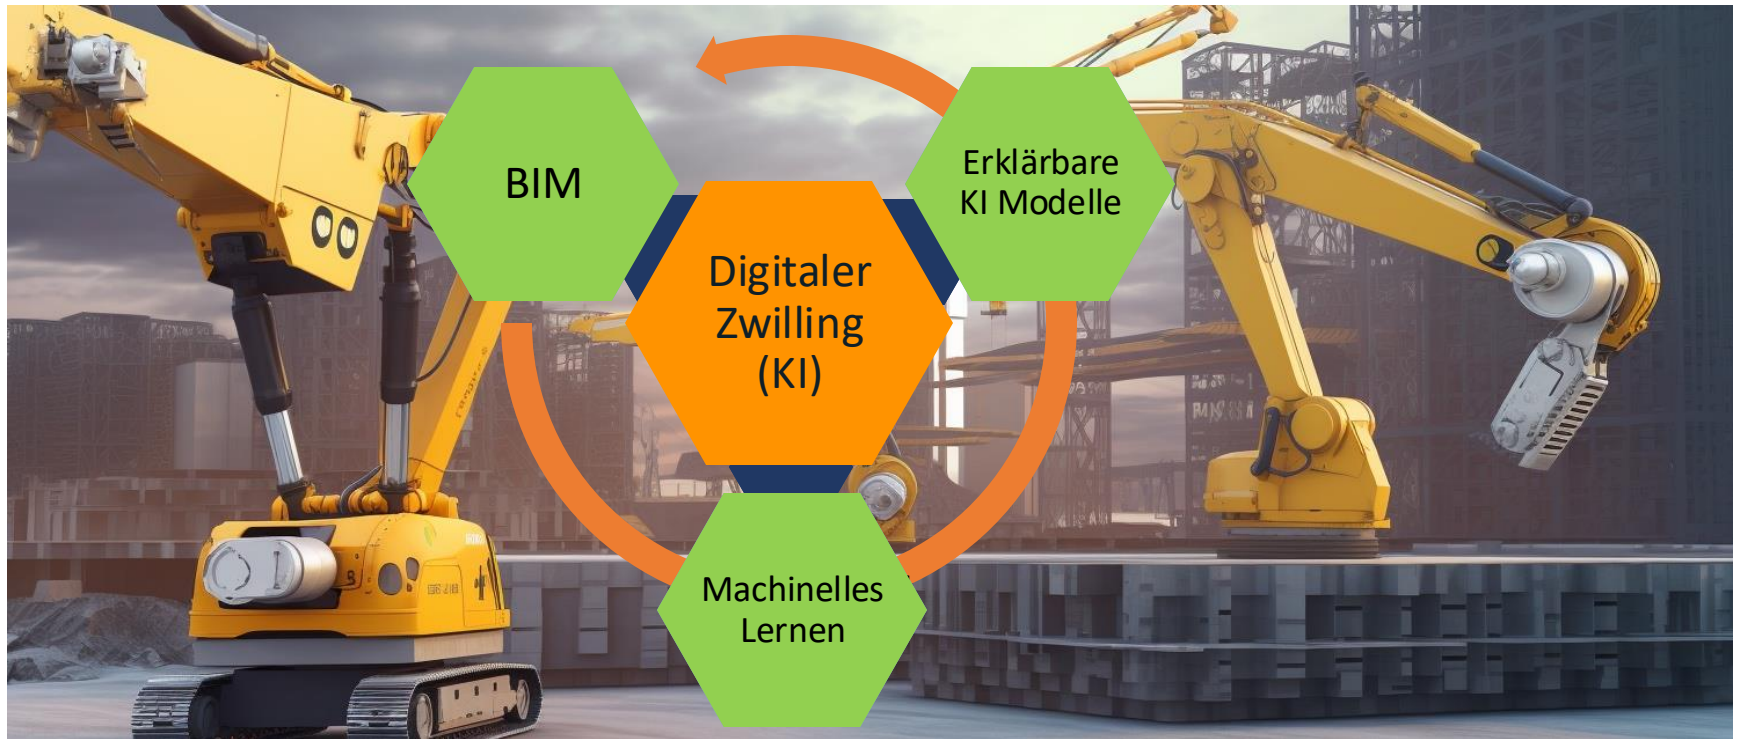 BIM
Erklärbare
KI Modelle
Digitaler
Zwilling
(KI)
Machinelles
Lernen